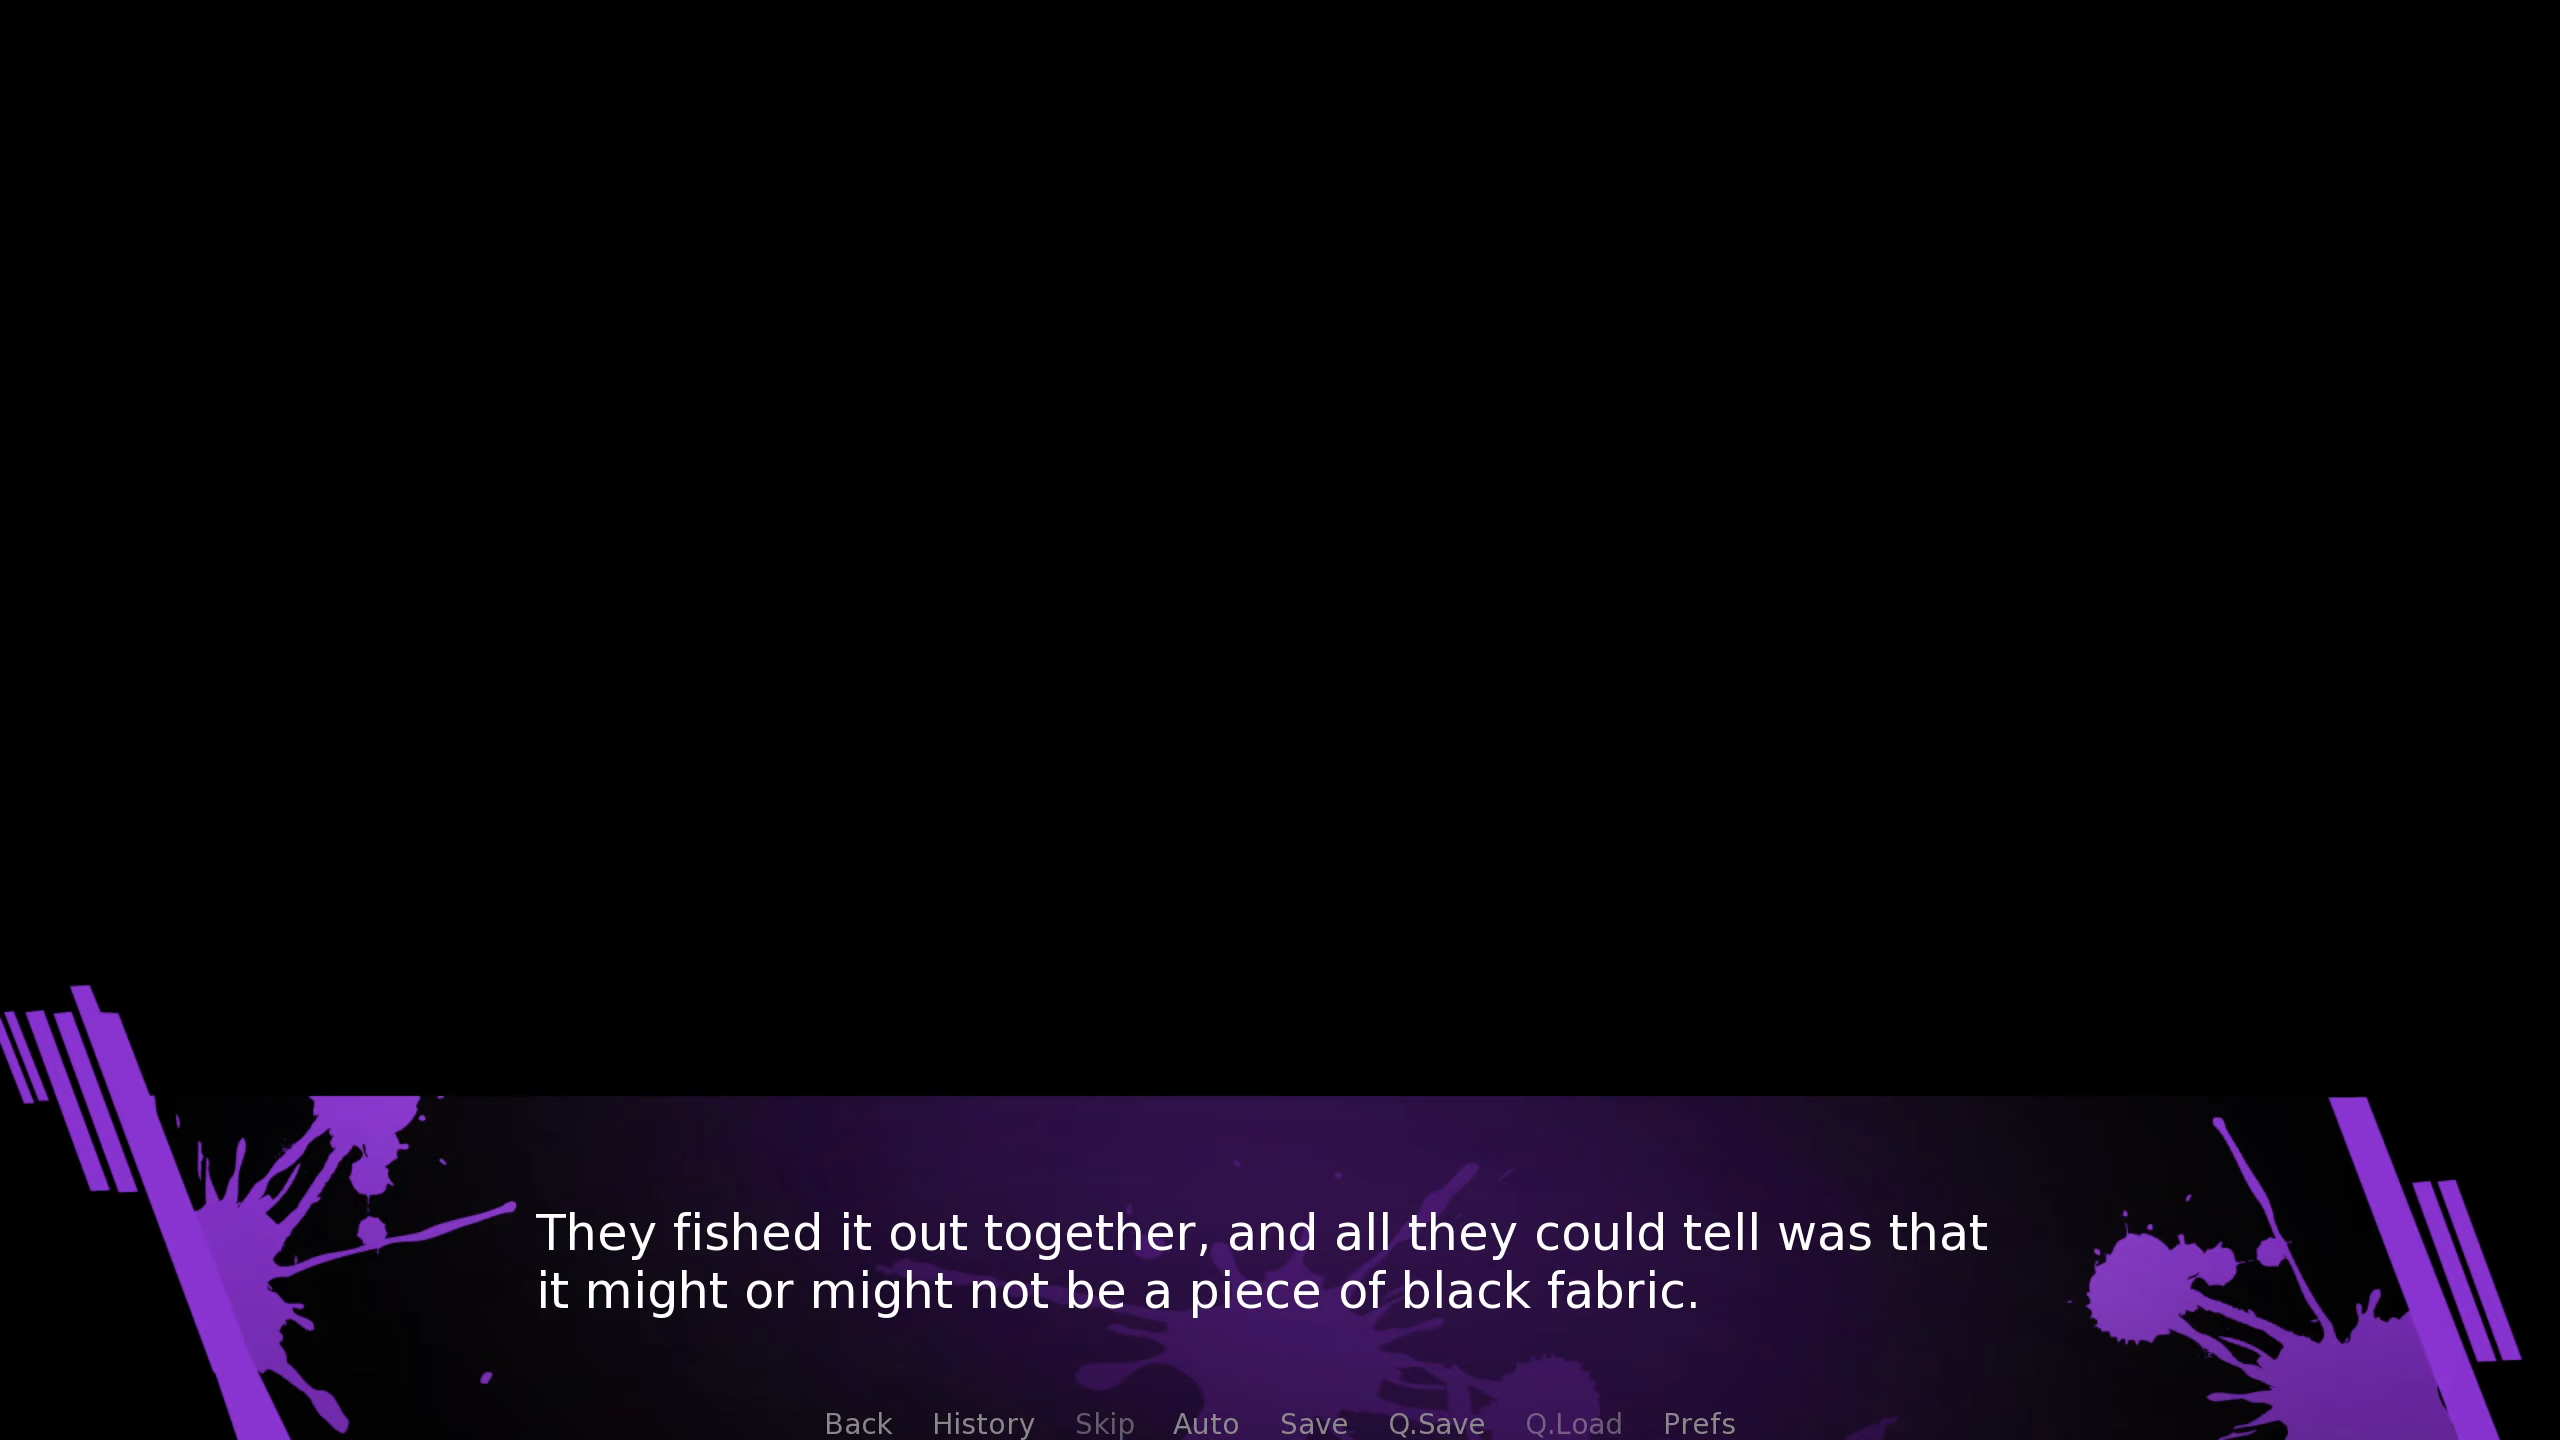 They fished it out together, and all they could tell was that
it might or might not be a piece of black fabric.
Back History Skip Auto Save Q.Save Q.Load Prefs